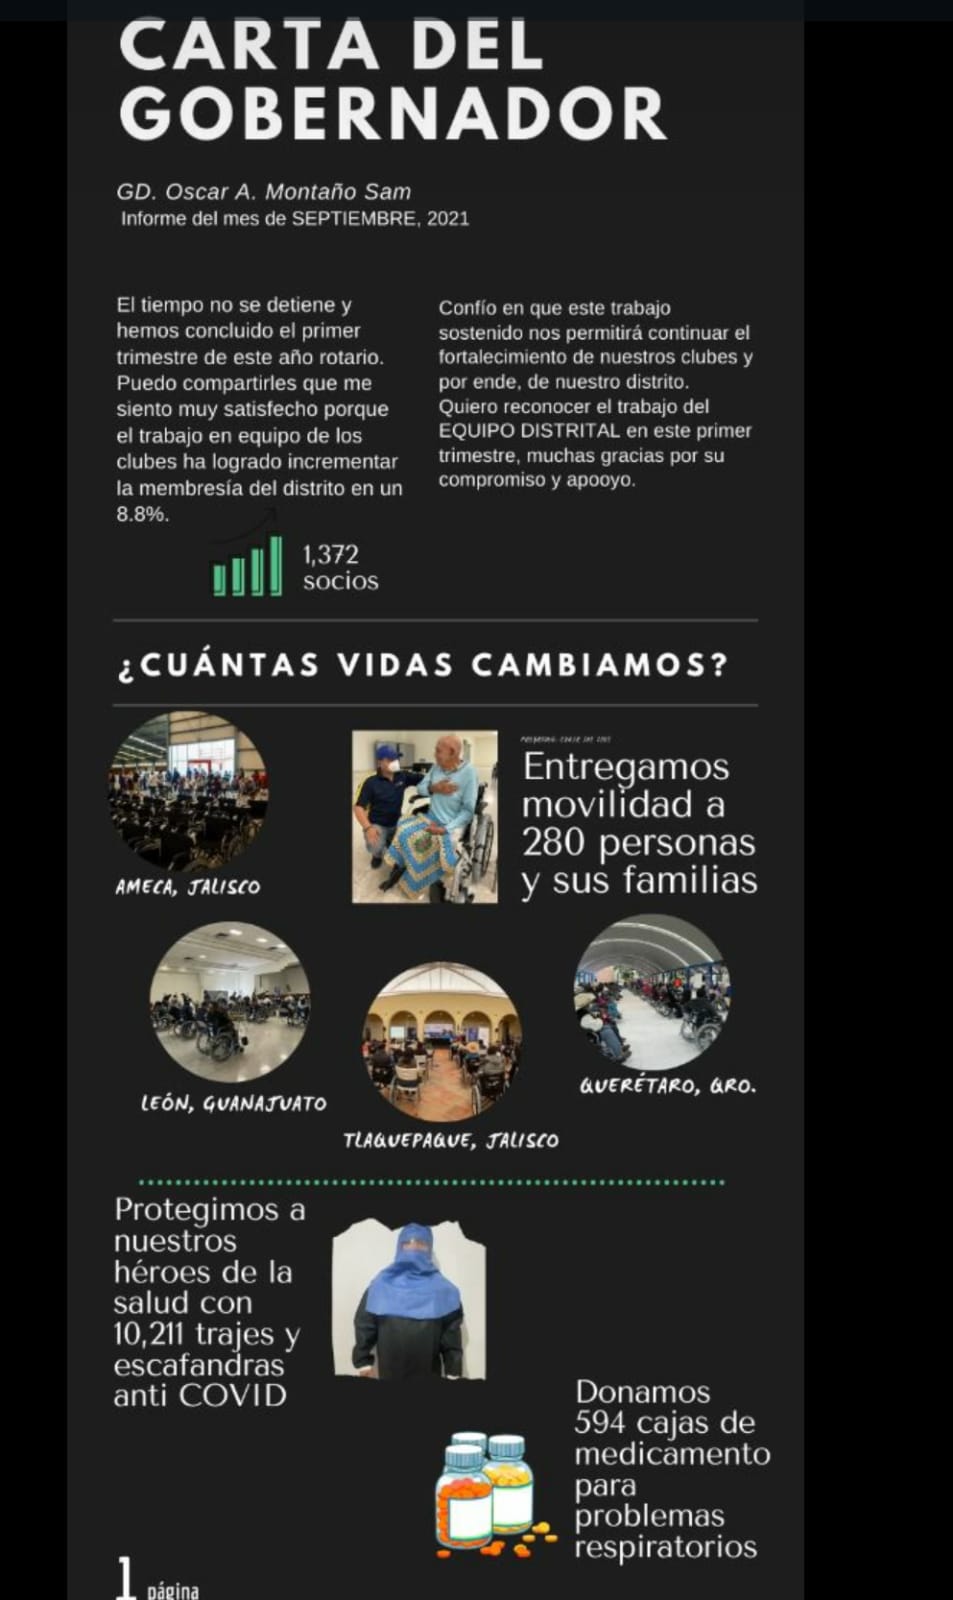 CARTA DEL
GOBERNADOR
GD. Oscar A. Montaño Sam
Informe del mes de SEPTIEMBRE, 2021
El tiempo no se detiene y
hemos concluido el primer
trimestre de este año rotario.
Puedo compartirles que me
siento muy satisfecho porque
el trabajo en equipo de los
clubes ha logrado incrementar
la membresía del distrito en un
8.8%.
Confío en que este trabajo
sostenido nos permitirá continuar el
fortalecimiento de nuestros clubes y
por ende, de nuestro distrito.
Quiero reconocer el trabajo del
EQUIPO DISTRITAL en este primer
trimestre, muchas gracias por su
compromiso y apooyo.
1,372
socios
¿CUÁNTAS VIDAS CAMBIAMOS?
AMECA, JALISCO
Entregamos
movilidad a
280 personas
y sus familias
LEÓN, GUANAJUATO
TLAQUEPAQUE, JALISCO
QUERÉTARO, QRO.
Protegimos a
nuestros
héroes de la
salud con
10,211 trajes y
escafandras
anti COVID
Donamos
594 cajas de
medicamento
para
problemas
respiratorios
1 página